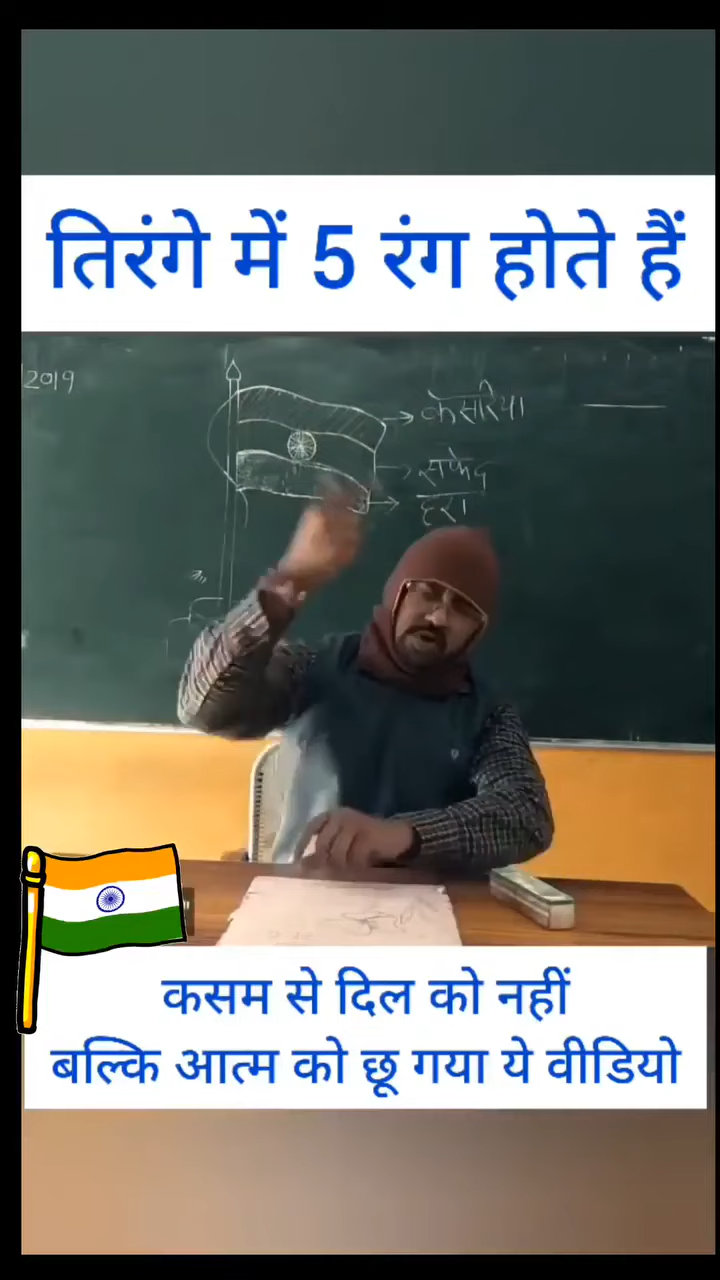 तिरंगे में 5 रंग होते हैं
2019
केसरिया
सफेद
हरा
कसम से दिल को नहीं
बल्कि आत्म को छू गया ये वीडियो